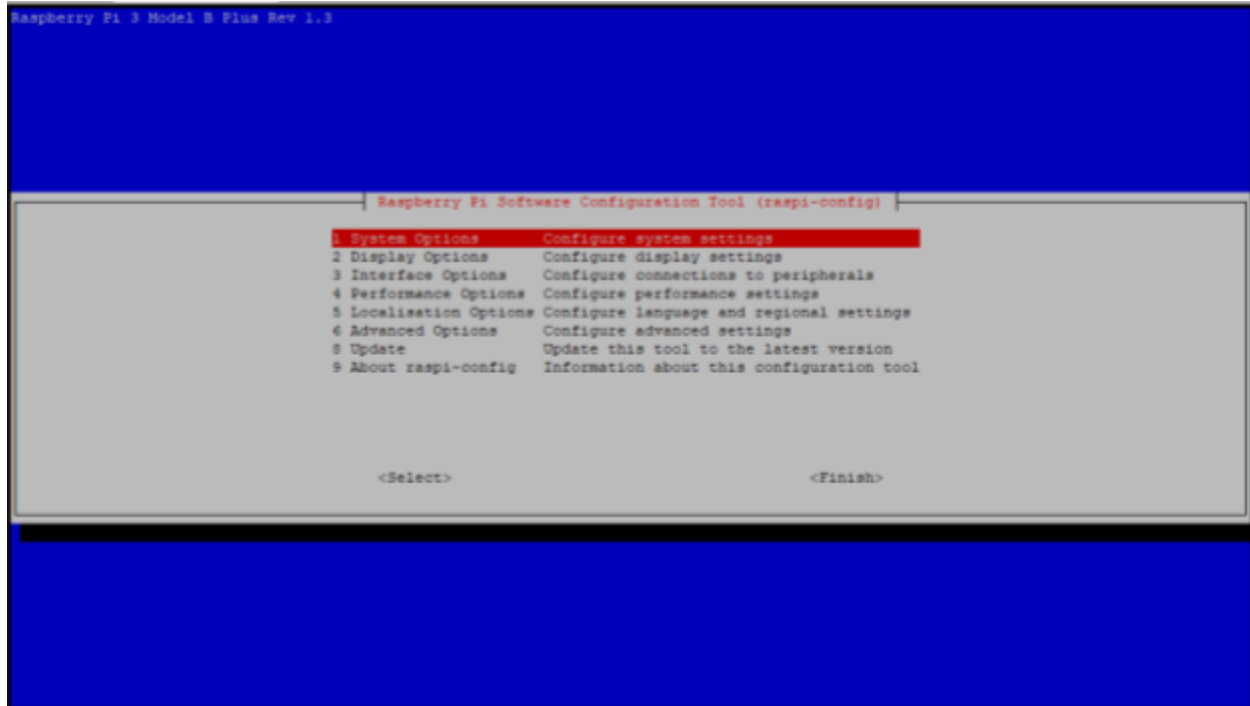 Raspberry Pi 3 Model B Plus Rev 1.3
Raspberry Pi Software Configuration Tool (raspi-config)
1 System Options Configure system settings
2 Display Options Configure display settings
3 Interface Options Configure connections to peripherals
4 Performance Options Configure performance settings
5 Localisation Options Configure language and regional settings
6 Advanced Options Configure advanced settings
8 Update Update this tool to the latest version
9 About raspi-config Information about this configuration tool
<Select> <Finish>